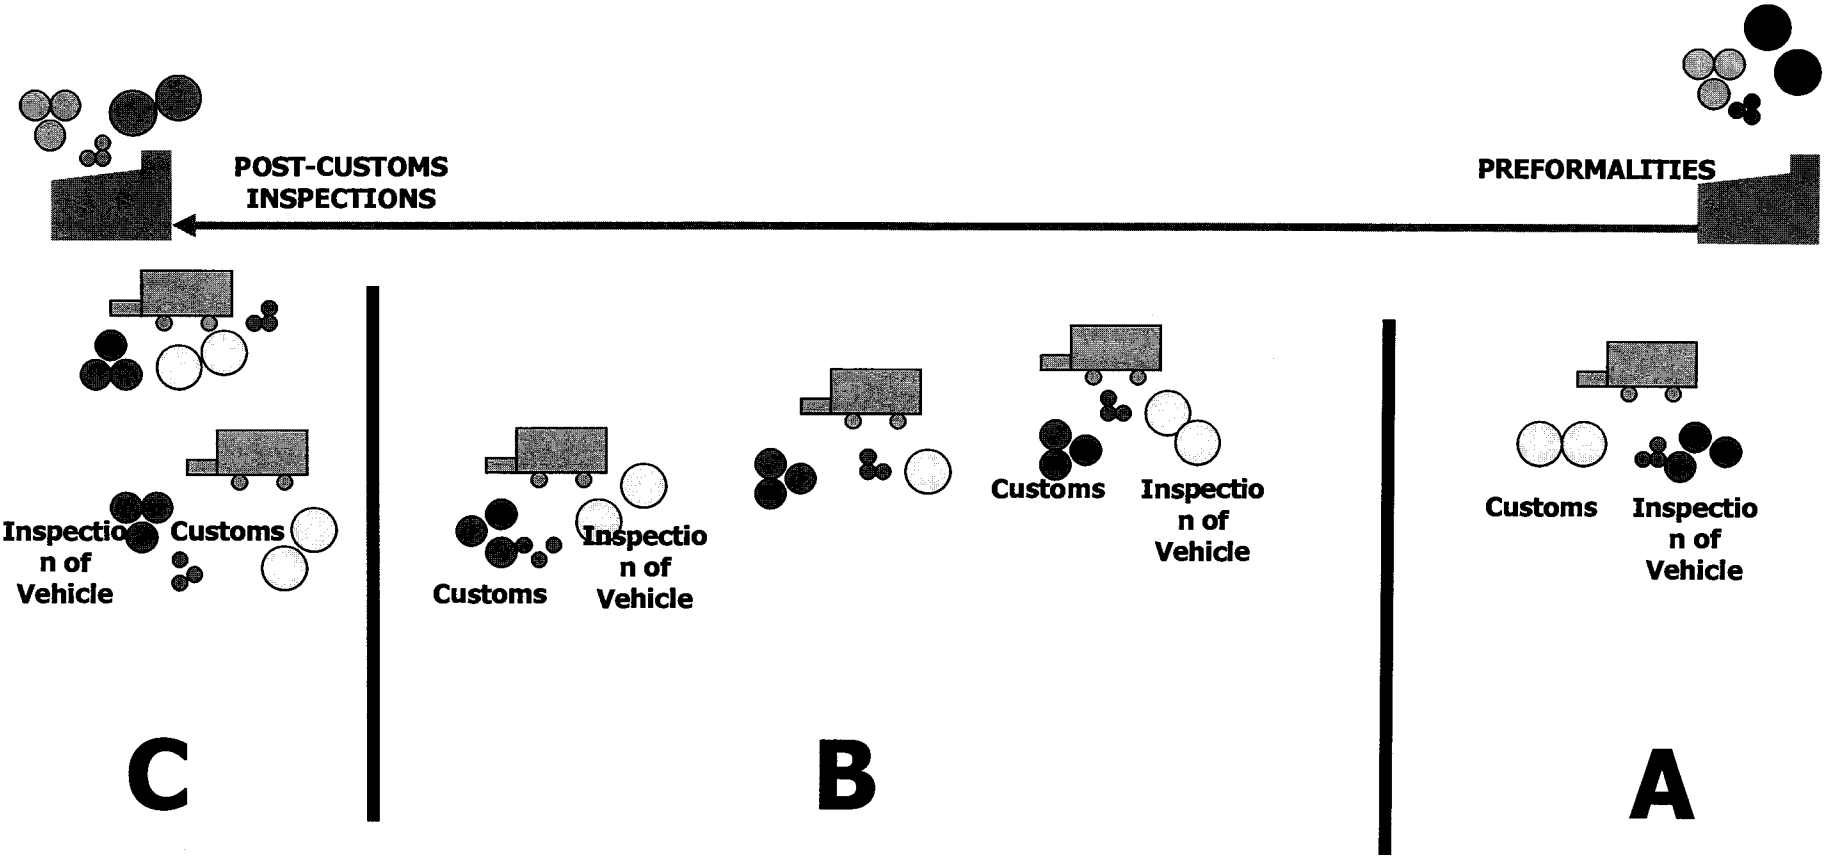 POST-CUSTOMS
INSPECTIONS
PREFORMALITIES
Inspectio
n of
Vehicle
Customs
Customs
Inspectio
n of
Vehicle
Customs
Inspectio
n of
Vehicle
Customs
Inspectio
n of
Vehicle
C
B
A